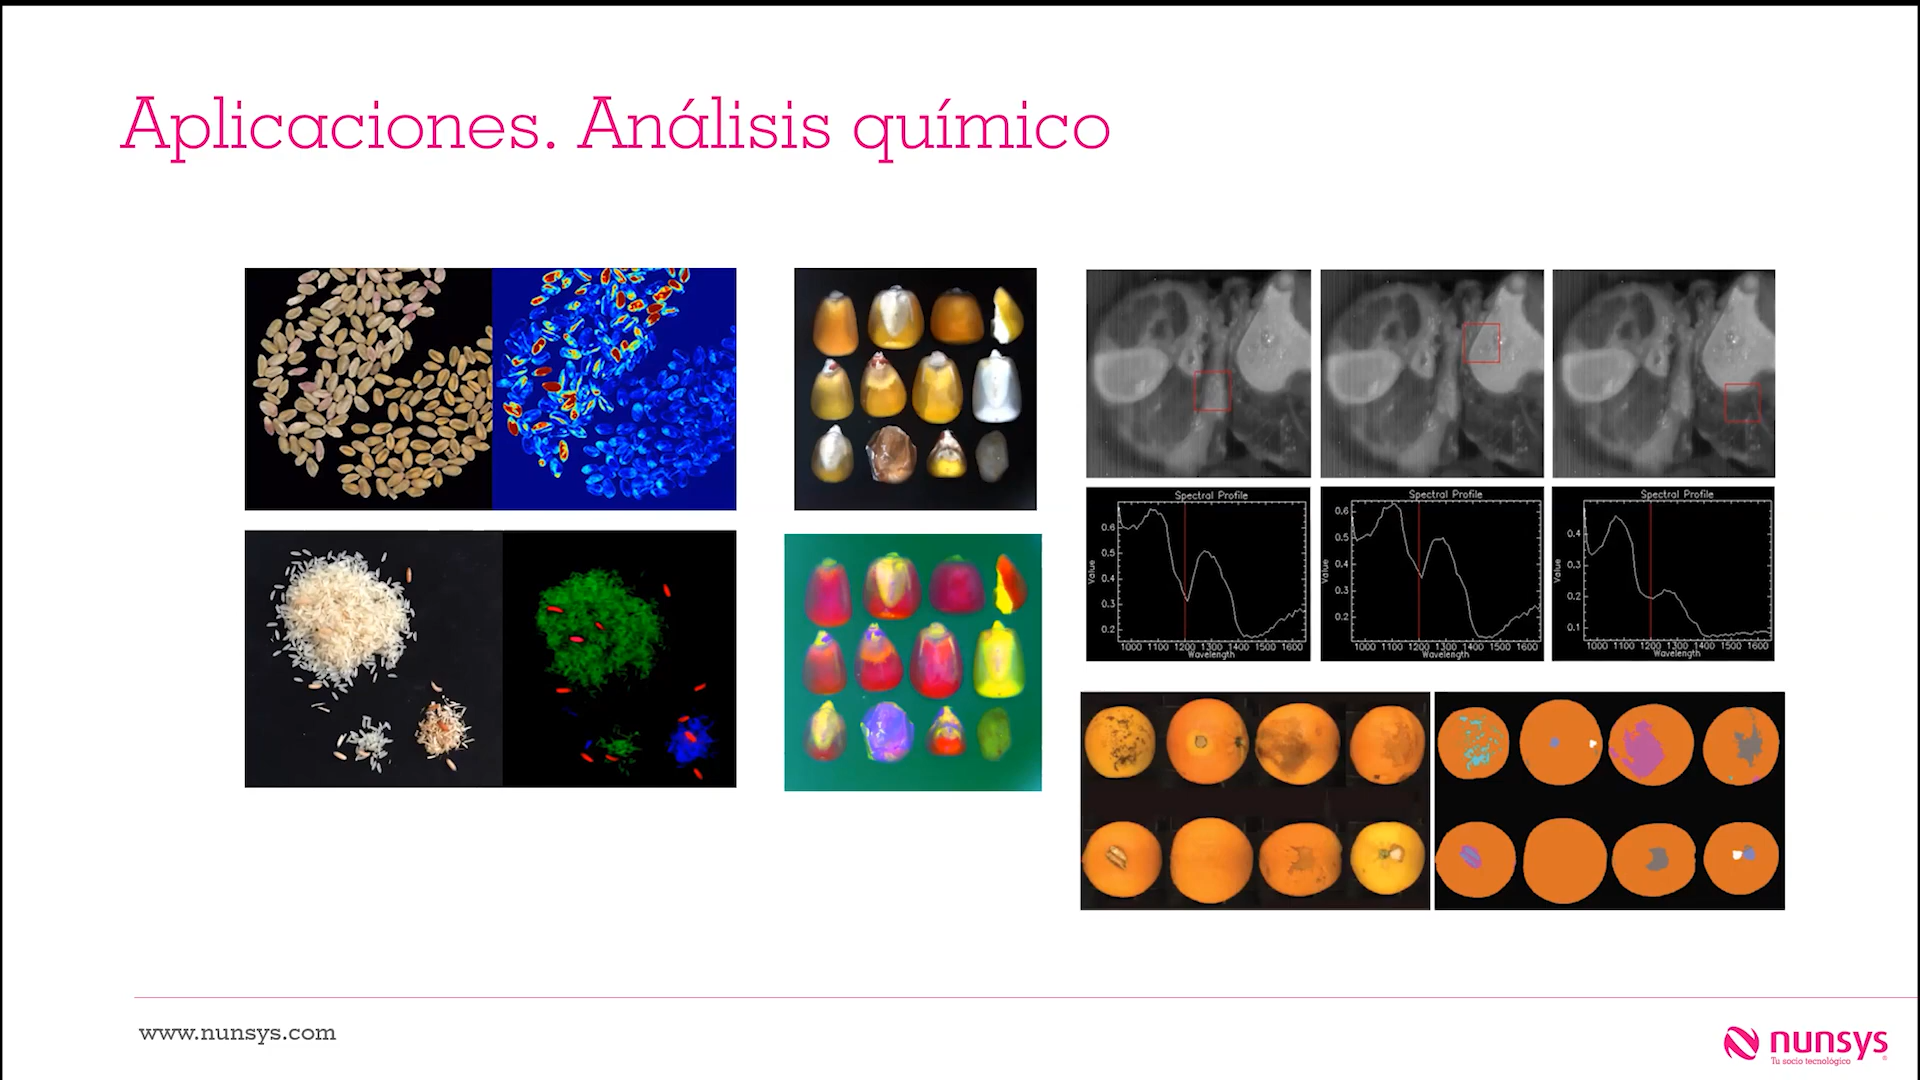 Aplicaciones. Análisis químico
Spectral Profile
Value
0.6
0.5
0.4
0.3
0.2
1000 1100 1200 1300 1400 1500 1600
Wavelength
Spectral Profile
Value
0.6
0.5
0.4
0.3
0.2
1000 1100 1200 1300 1400 1500 1600
Wavelength
Spectral Profile
Value
0.4
0.3
0.2
0.1
1000 1100 1200 1300 1400 1500 1600
Wavelength
www.nunsys.com
nunsys
Tu socio tecnológico